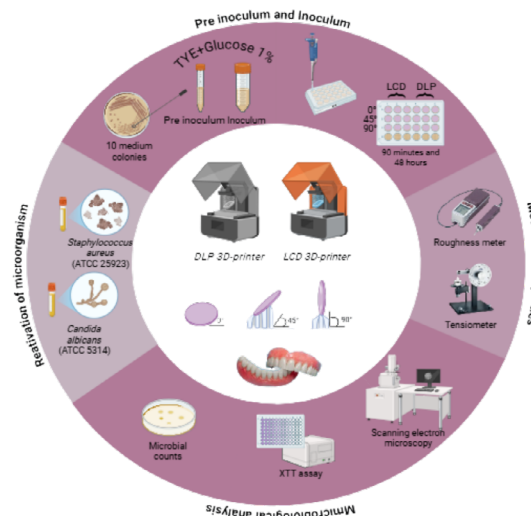 Pre inoculum and Inoculum
TYE+Glucose 1%
Pre inoculum Inoculum
10 medium
colonies
LCD DLP
0°
45°
90°
90 minutes and
48 hours
Reativation of microorganism
Staphylococcus
aureus
(ATCC 25923)
Candida
albicans
(ATCC 5314)
DLP 3D-printer
LCD 3D-printer
45°
90°
Roughness meter
Tensiometer
Scanning electron
microscopy
XTT assay
Microbial
counts
Mmicrobiological analysis